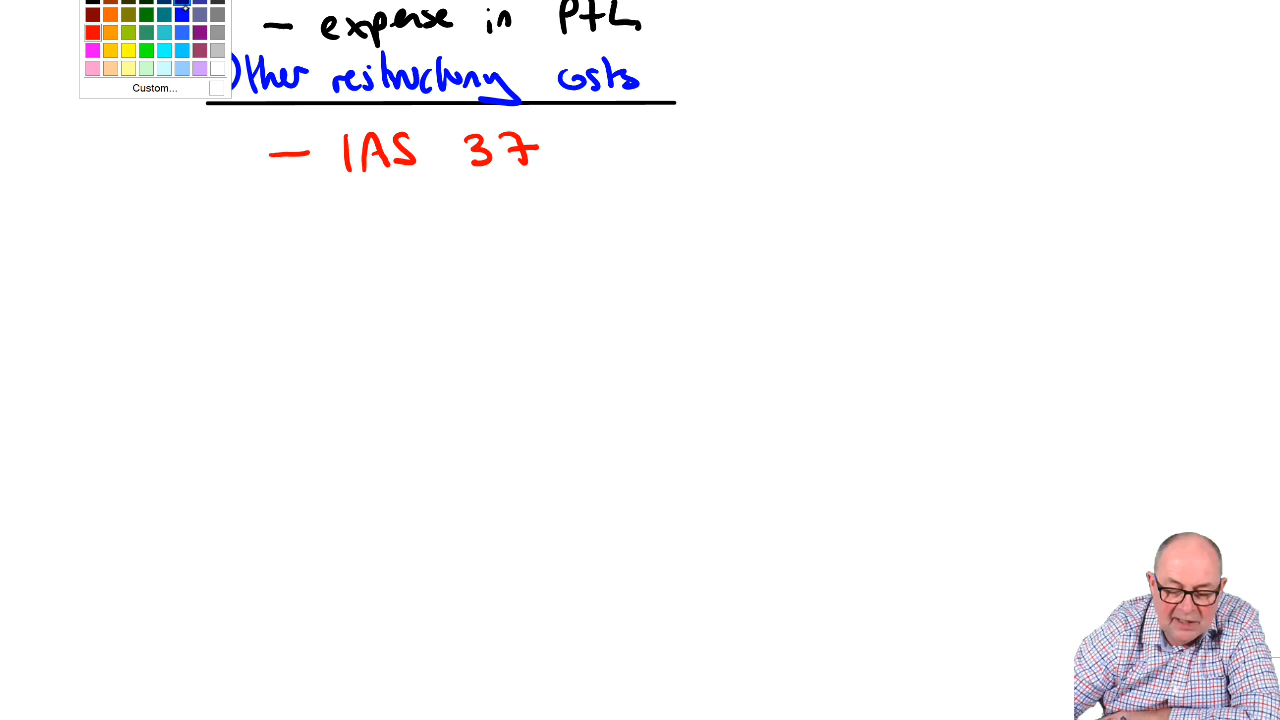 — expense in P+L
Other restructuring costs
— IAS 37
Custom...